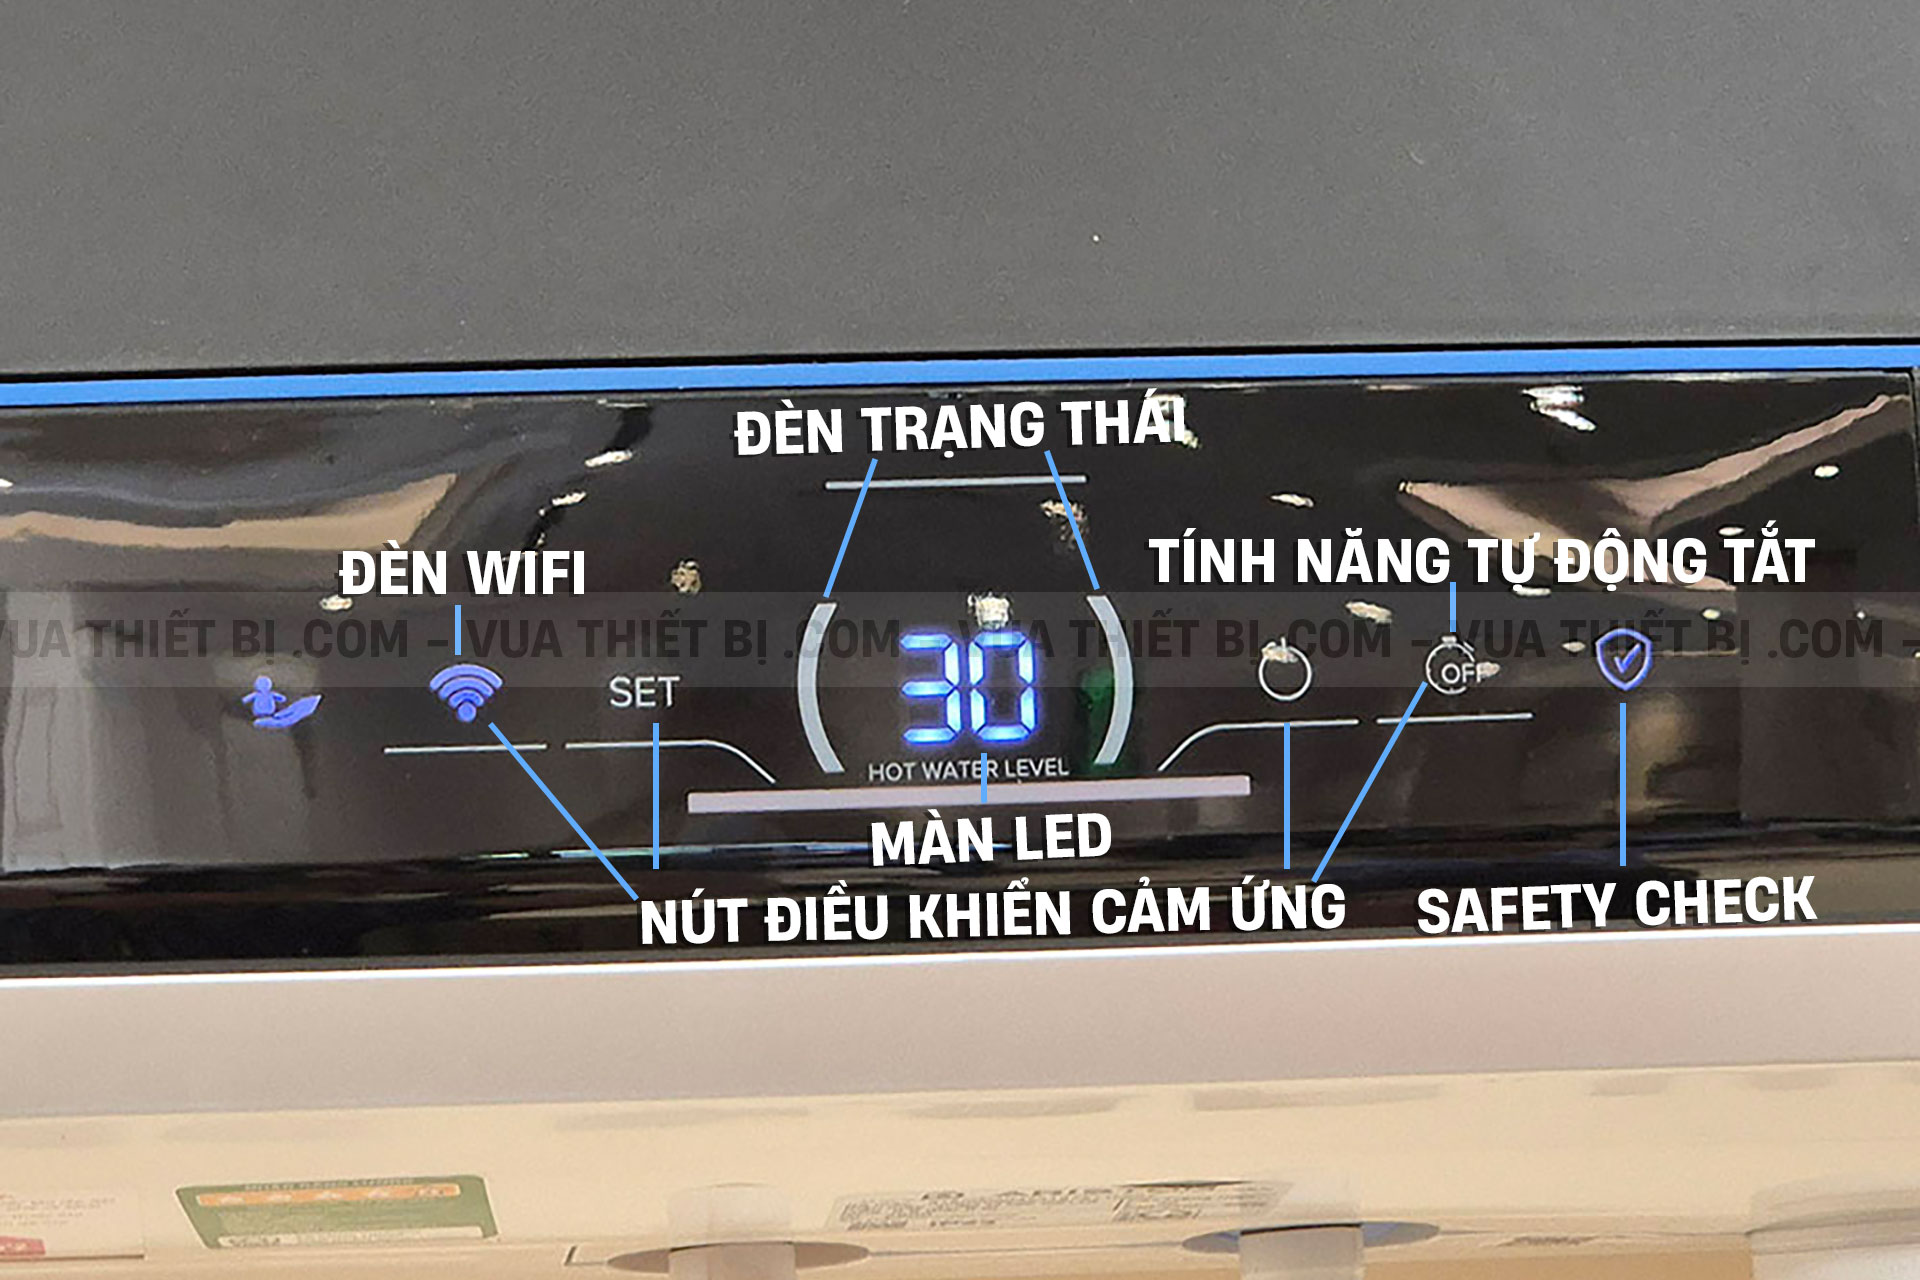 ĐÈN TRẠNG THÁI
ĐÈN WIFI
TÍNH NĂNG TỰ ĐỘNG TẮT
VUA THIẾT BỊ .COM – VUA THIẾT BỊ .COM – VUA THIẾT BỊ .COM – VUA THIẾT BỊ .COM –
SET
30
OFF
HOT WATER LEVEL
MÀN LED
NÚT ĐIỀU KHIỂN CẢM ỨNG
SAFETY CHECK
ARISTON